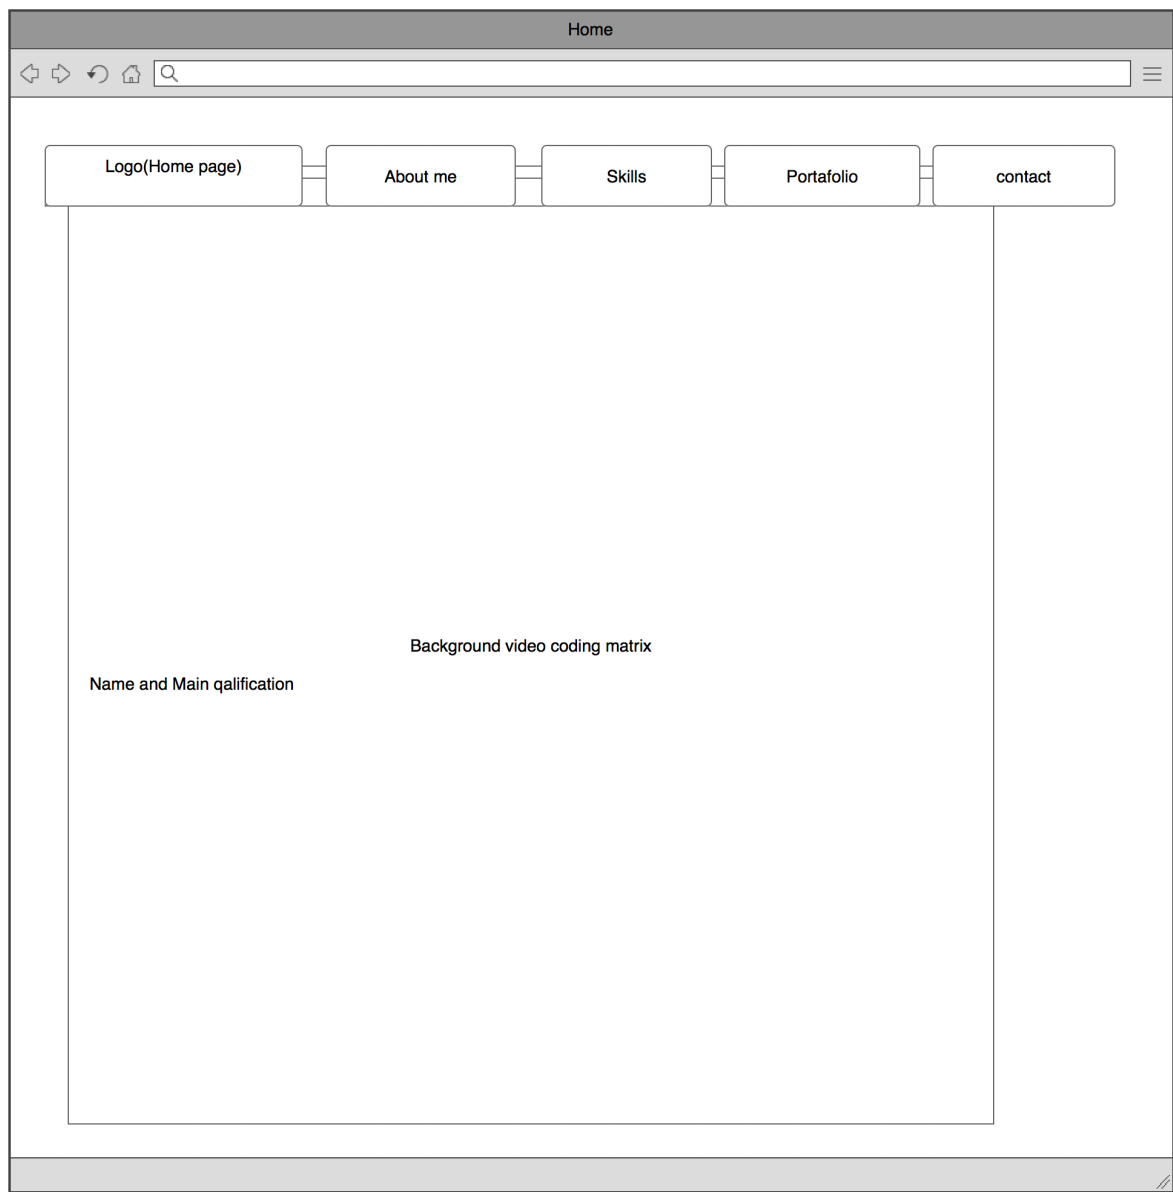 Home
Logo(Home page)
About me
Skills
Portafolio
contact
Background video coding matrix
Name and Main qalification